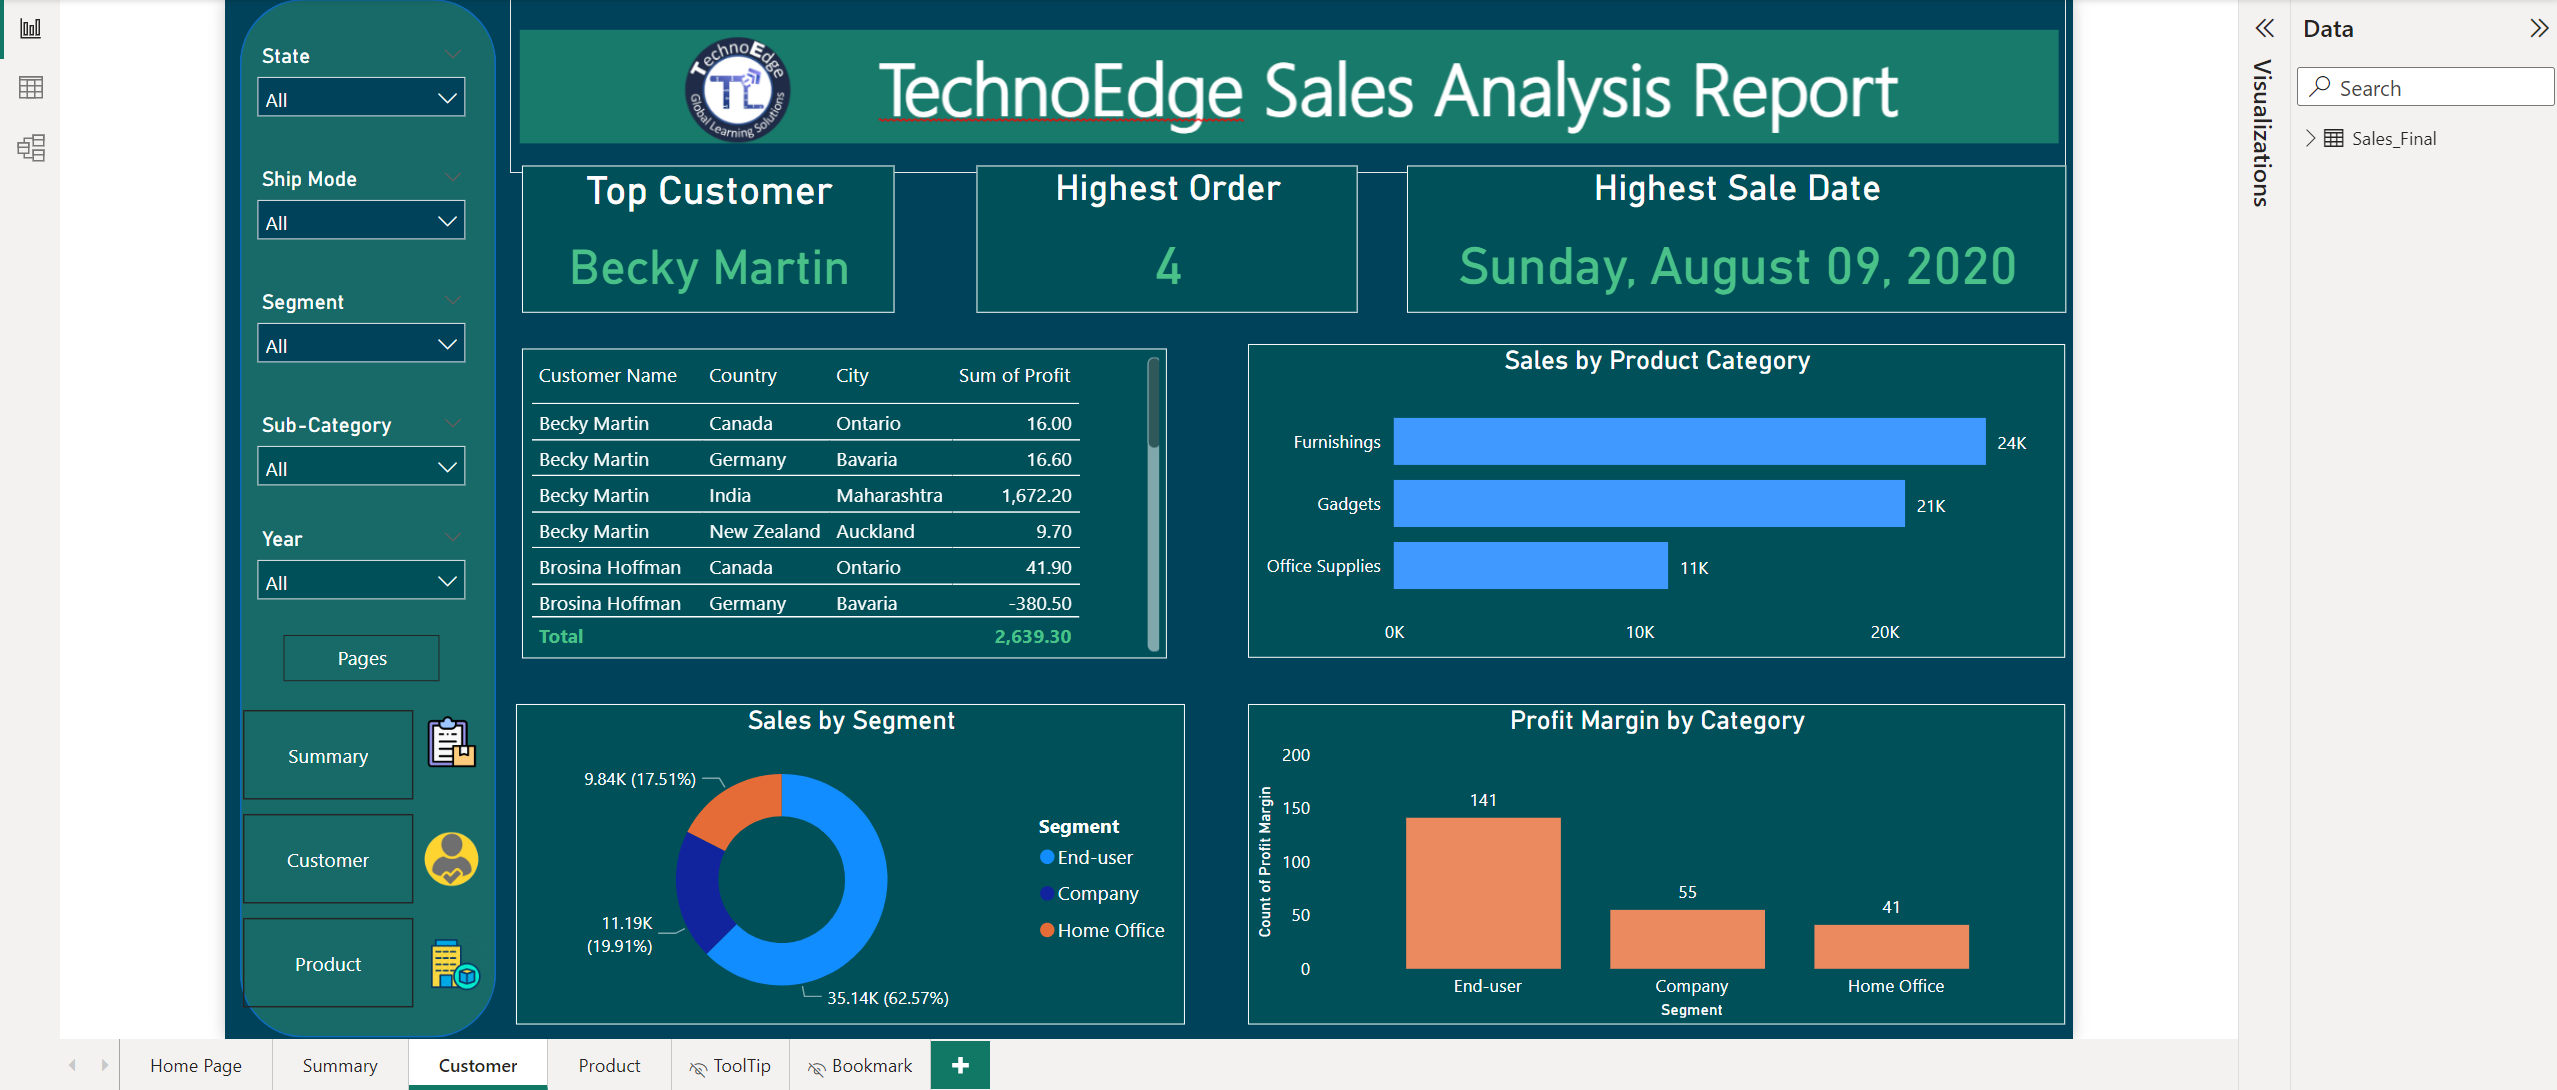 State
All
Ship Mode
All
Segment
All
Sub-Category
All
Year
All
Pages
Summary
Customer
Product
TechnoEdge
TL
Global Learning Solutions
TechnoEdge Sales Analysis Report
Top Customer
Becky Martin
Highest Order
4
Highest Sale Date
Sunday, August 09, 2020
Customer Name Country City Sum of Profit
Becky Martin Canada Ontario 16.00
Becky Martin Germany Bavaria 16.60
Becky Martin India Maharashtra 1,672.20
Becky Martin New Zealand Auckland 9.70
Brosina Hoffman Canada Ontario 41.90
Brosina Hoffman Germany Bavaria -380.50
Total 2,639.30
Sales by Product Category
Furnishings 24K
Gadgets 21K
Office Supplies 11K
0K 10K 20K
Sales by Segment
9.84K (17.51%)
11.19K
(19.91%)
35.14K (62.57%)
Segment
End-user
Company
Home Office
Profit Margin by Category
Count of Profit Margin
200
150
100
50
0
141
55
41
End-user Company Home Office
Segment
Visualizations
Data
Search
Sales_Final
Home Page Summary Customer Product ToolTip Bookmark +